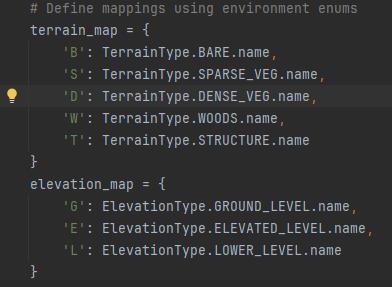 # Define mappings using environment enums
terrain_map = {
    'B': TerrainType.BARE.name,
    'S': TerrainType.SPARSE_VEG.name,
    'D': TerrainType.DENSE_VEG.name,
    'W': TerrainType.WOODS.name,
    'T': TerrainType.STRUCTURE.name
}
elevation_map = {
    'G': ElevationType.GROUND_LEVEL.name,
    'E': ElevationType.ELEVATED_LEVEL.name,
    'L': ElevationType.LOWER_LEVEL.name
}